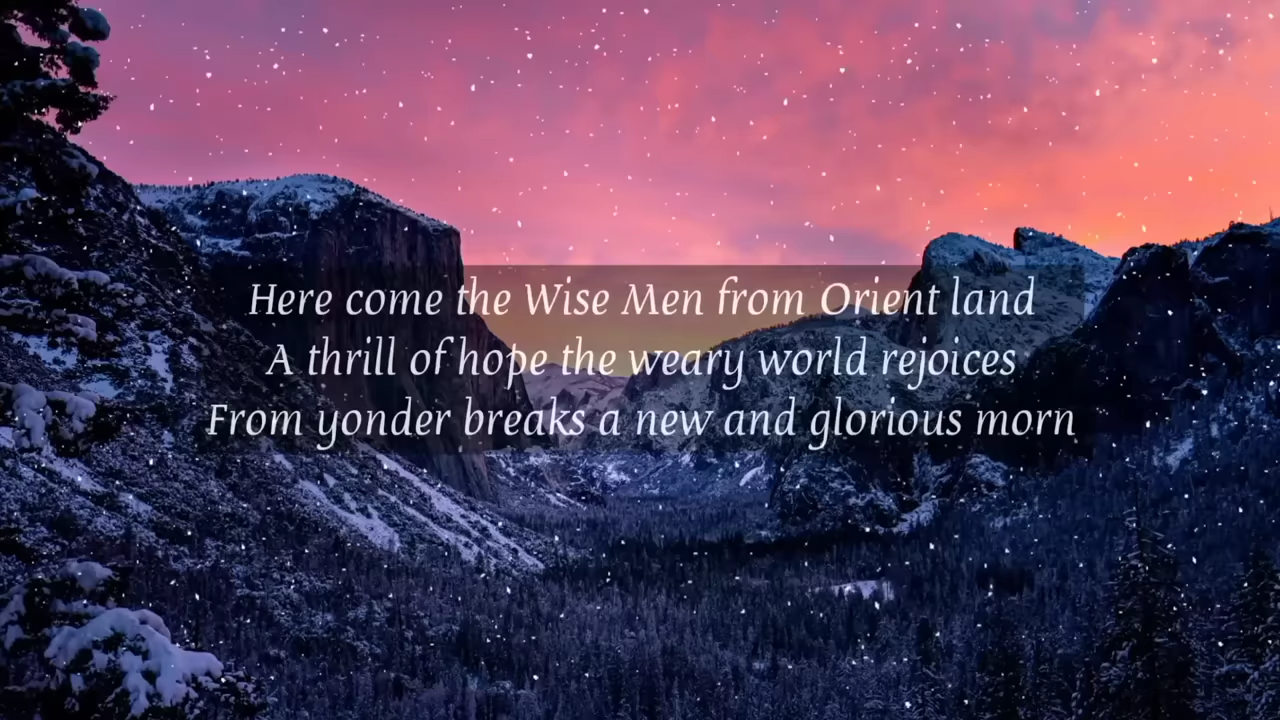 Here come the Wise Men from Orient land
A thrill of hope the weary world rejoices
From yonder breaks a new and glorious morn